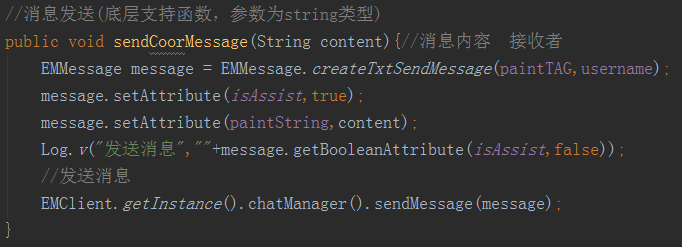 //消息发送(底层支持函数，参数为string类型)
public void sendCoorMessage(String content){//消息内容  接收者
    EMMessage message = EMMessage.createTxtSendMessage(paintTAG,username);
    message.setAttribute(isAssist,true);
    message.setAttribute(paintString,content);
    Log.v("发送消息",""+message.getBooleanAttribute(isAssist,false));
    //发送消息
    EMClient.getInstance().chatManager().sendMessage(message);
}